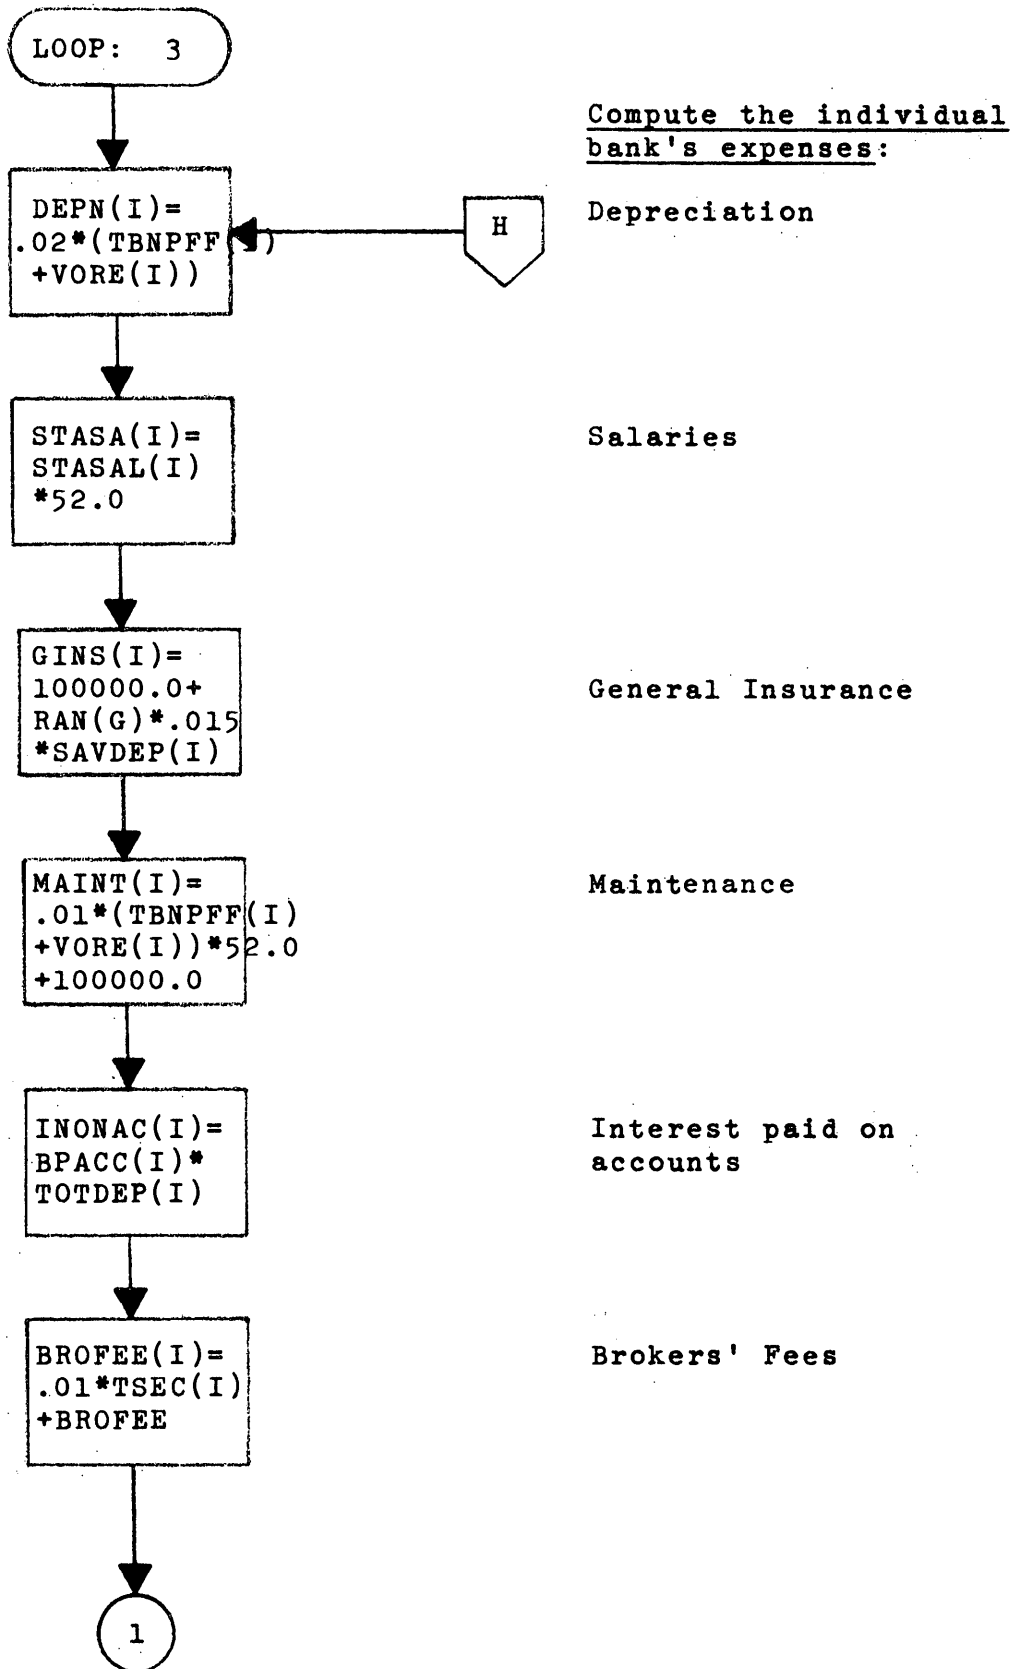 LOOP: 3
Compute the individual
bank's expenses:
DEPN(I)=
.02*(TBNPFF(I)
+VORE(I))
H
Depreciation
STASA(I)=
STASAL(I)
*52.0
Salaries
GINS(I)=
100000.0+
RAN(G)*.015
*SAVDEP(I)
General Insurance
MAINT(I)=
.01*(TBNPFF(I)
+VORE(I))*52.0
+100000.0
Maintenance
INONAC(I)=
BPACC(I)*
TOTDEP(I)
Interest paid on
accounts
BROFEE(I)=
.01*TSEC(I)
+BROFEE
Brokers' Fees
1